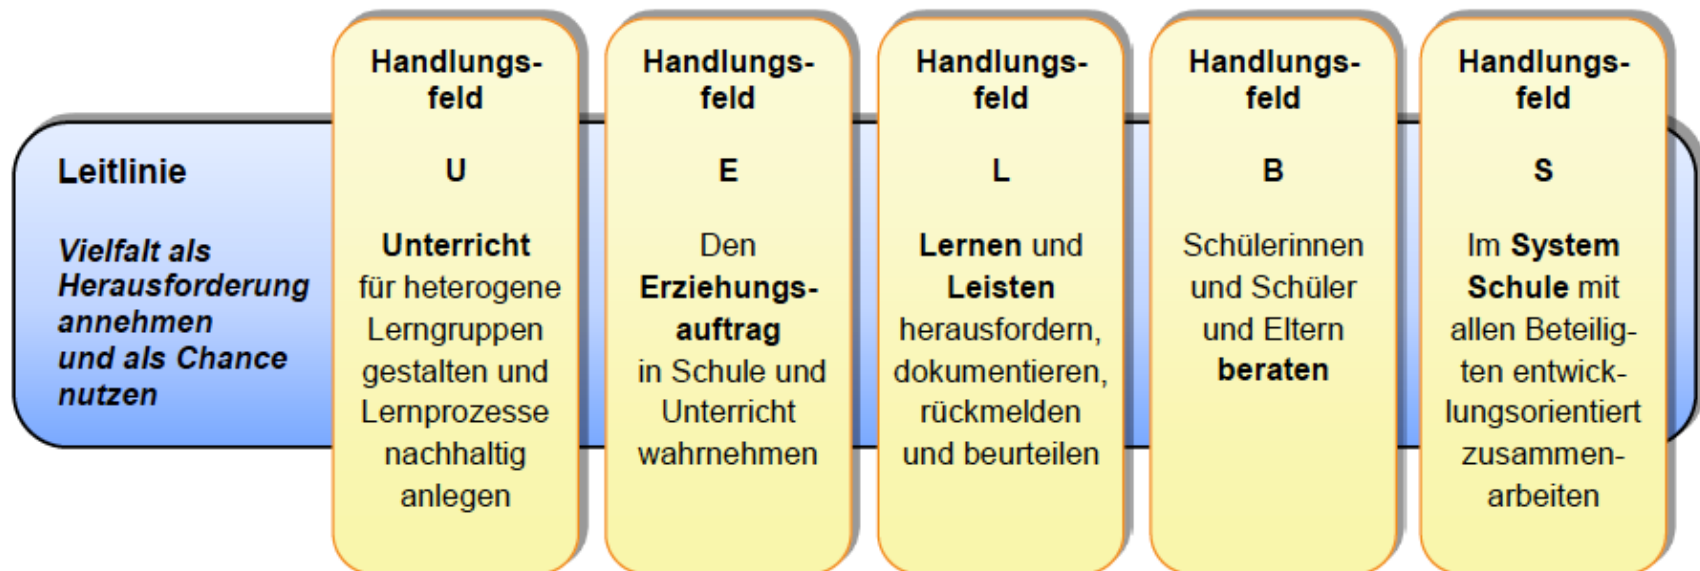 Leitlinie
Vielfalt als
Herausforderung
annehmen
und als Chance
nutzen
Handlungs-
feld
U
Unterricht
für heterogene
Lerngruppen
gestalten und
Lernprozesse
nachhaltig
anlegen
Handlungs-
feld
E
Den
Erziehungs-
auftrag
in Schule und
Unterricht
wahrnehmen
Handlungs-
feld
L
Lernen und
Leisten
herausfordern,
dokumentieren,
rückmelden
und beurteilen
Handlungs-
feld
B
Schülerinnen
und Schüler
und Eltern
beraten
Handlungs-
feld
S
Im System
Schule mit
allen Beteilig-
ten entwick-
lungsorientiert
zusammen-
arbeiten